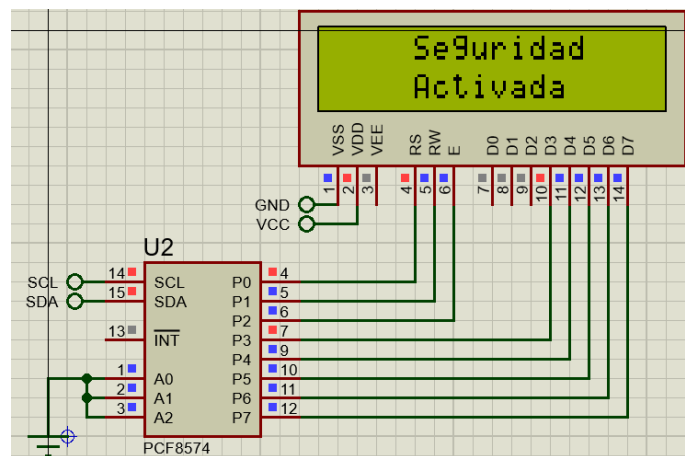 Seguridad
Activada
VSS
VDD
VEE
RS
RW
E
D0
D1
D2
D3
D4
D5
D6
D7
1
2
3
4
5
6
7
8
9
10
11
12
13
14
GND
VCC
U2
SCL
SDA
14 SCL P0 4
15 SDA P1 5
P2 6
13 INT P3 7
P4 9
1 A0 P5 10
2 A1 P6 11
3 A2 P7 12
PCF8574